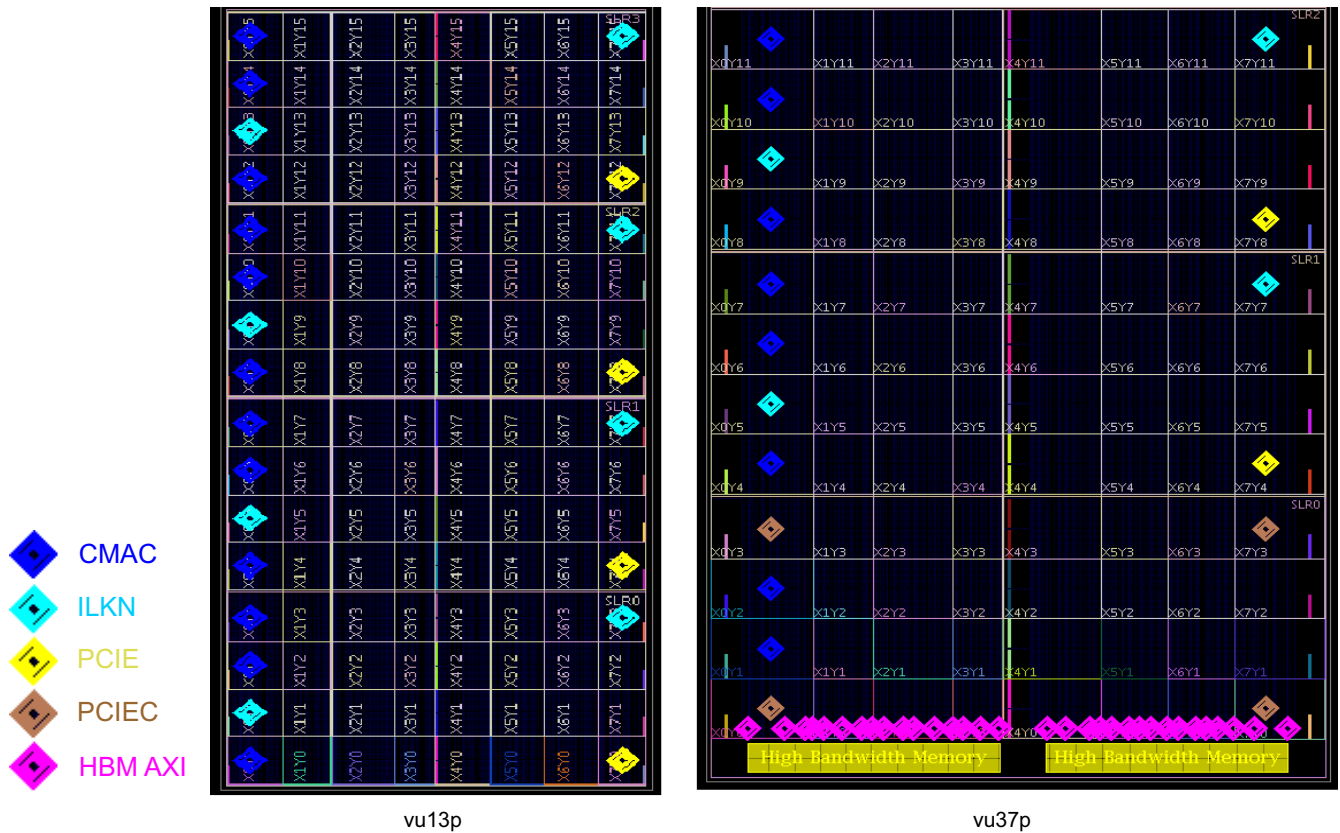 SLR3
X1Y15 X2Y15 X3Y15 X4Y15 X5Y15 X6Y15
X1Y14 X2Y14 X3Y14 X4Y14 X5Y14 X6Y14 X7Y14
X1Y13 X2Y13 X3Y13 X4Y13 X5Y13 X6Y13 X7Y13
X1Y12 X2Y12 X3Y12 X4Y12 X5Y12 X6Y12
SLR2
X1Y11 X2Y11 X3Y11 X4Y11 X5Y11 X6Y11
X1Y10 X2Y10 X3Y10 X4Y10 X5Y10 X6Y10 X7Y10
X1Y9 X2Y9 X3Y9 X4Y9 X5Y9 X6Y9 X7Y9
X1Y8 X2Y8 X3Y8 X4Y8 X5Y8 X6Y8
SLR1
X1Y7 X2Y7 X3Y7 X4Y7 X5Y7 X6Y7
X1Y6 X2Y6 X3Y6 X4Y6 X5Y6 X6Y6 X7Y6
X1Y5 X2Y5 X3Y5 X4Y5 X5Y5 X6Y5 X7Y5
X1Y4 X2Y4 X3Y4 X4Y4 X5Y4 X6Y4
SLR0
X1Y3 X2Y3 X3Y3 X4Y3 X5Y3 X6Y3
X1Y2 X2Y2 X3Y2 X4Y2 X5Y2 X6Y2 X7Y2
X1Y1 X2Y1 X3Y1 X4Y1 X5Y1 X6Y1 X7Y1
X1Y0 X2Y0 X3Y0 X4Y0 X5Y0 X6Y0
vu13p
SLR2
X0Y11 X1Y11 X2Y11 X3Y11 X4Y11 X5Y11 X6Y11 X7Y11
X0Y10 X1Y10 X2Y10 X3Y10 X4Y10 X5Y10 X6Y10 X7Y10
X0Y9 X1Y9 X2Y9 X3Y9 X4Y9 X5Y9 X6Y9 X7Y9
X0Y8 X1Y8 X2Y8 X3Y8 X4Y8 X5Y8 X6Y8 X7Y8
SLR1
X0Y7 X1Y7 X2Y7 X3Y7 X4Y7 X5Y7 X6Y7 X7Y7
X0Y6 X1Y6 X2Y6 X3Y6 X4Y6 X5Y6 X6Y6 X7Y6
X0Y5 X1Y5 X2Y5 X3Y5 X4Y5 X5Y5 X6Y5 X7Y5
X0Y4 X1Y4 X2Y4 X3Y4 X4Y4 X5Y4 X6Y4 X7Y4
SLR0
X0Y3 X1Y3 X2Y3 X3Y3 X4Y3 X5Y3 X6Y3 X7Y3
X0Y2 X1Y2 X2Y2 X3Y2 X4Y2 X5Y2 X6Y2 X7Y2
X0Y1 X1Y1 X2Y1 X3Y1 X4Y1 X5Y1 X6Y1 X7Y1
X4Y0
High Bandwidth Memory
High Bandwidth Memory
vu37p
CMAC
ILKN
PCIE
PCIEC
HBM AXI